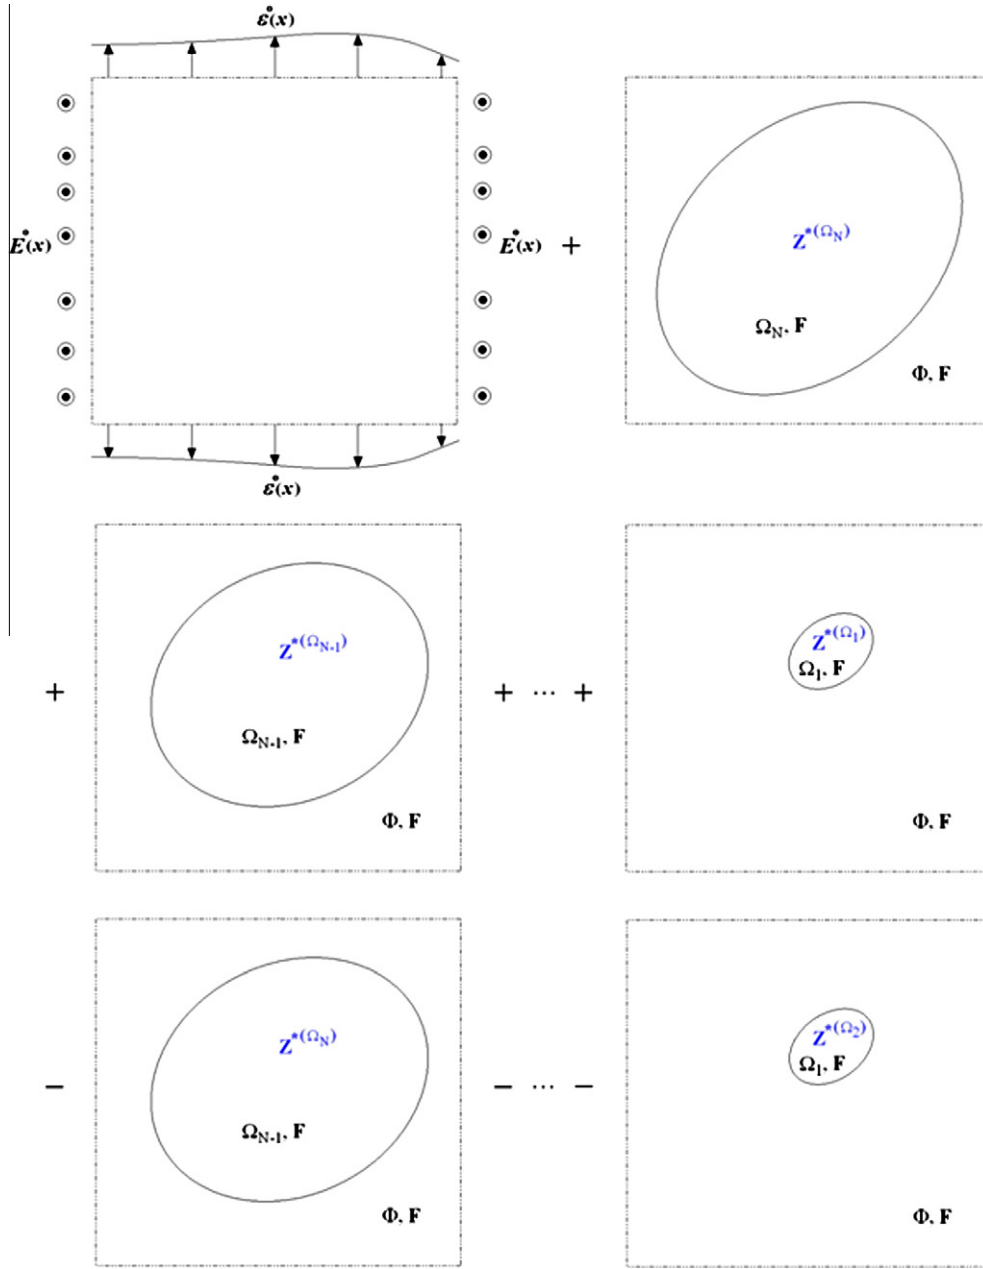 ε°(x)
E°(x)
E°(x) +
Z*(Ω_N)
Ω_N, F
Φ, F
ε°(x)
+
Z*(Ω_N-1)
Ω_N-1, F
Φ, F
+ ... +
Z*(Ω_1)
Ω_1, F
Φ, F
−
Z*(Ω_N)
Ω_N-1, F
Φ, F
− ... −
Z*(Ω_2)
Ω_1, F
Φ, F